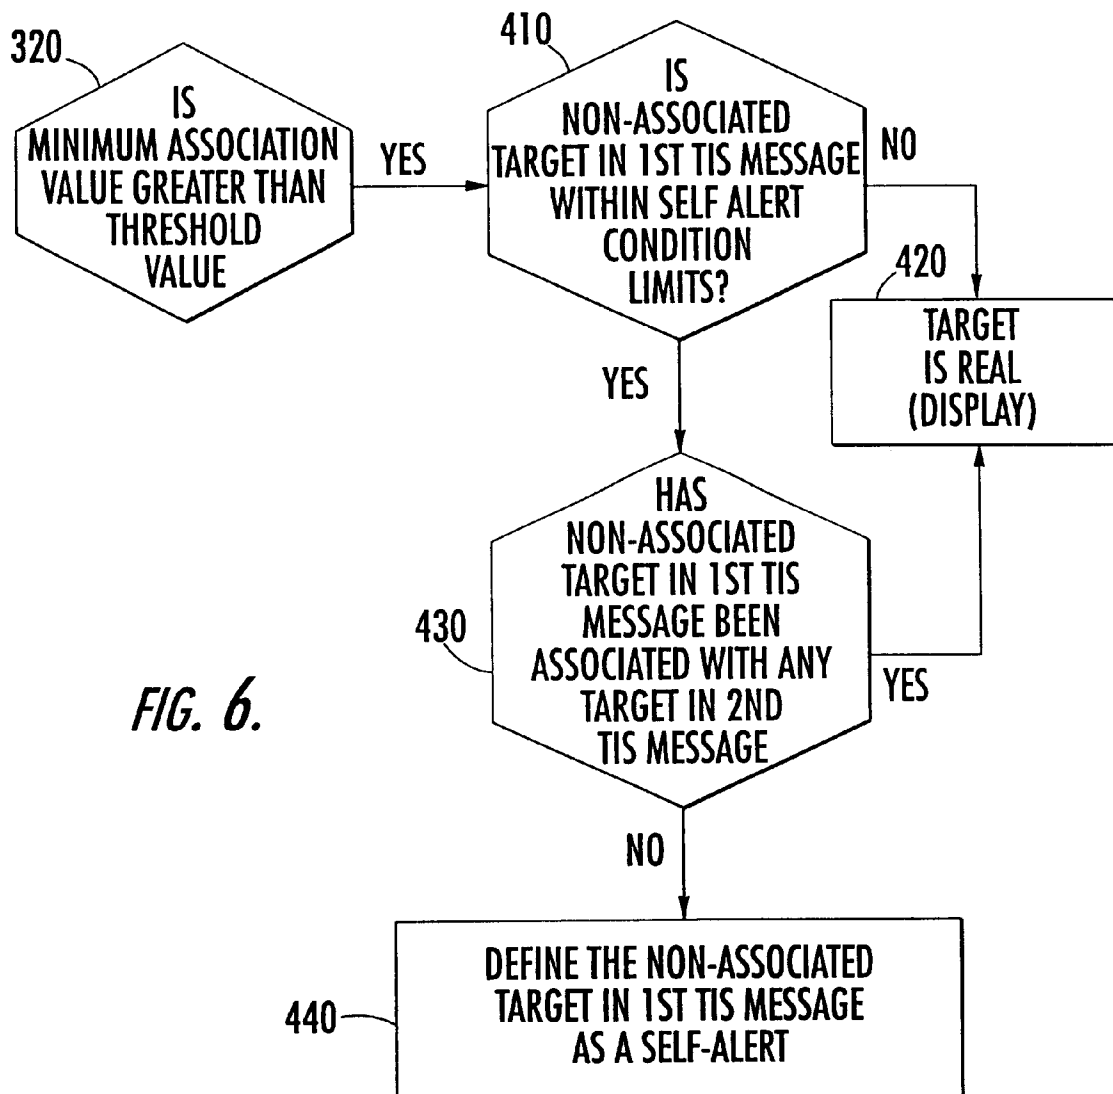 320
IS
MINIMUM ASSOCIATION
VALUE GREATER THAN
THRESHOLD
VALUE
YES
410
IS
NON-ASSOCIATED
TARGET IN 1ST TIS MESSAGE
WITHIN SELF ALERT
CONDITION
LIMITS?
NO
420
TARGET
IS REAL
(DISPLAY)
YES
430
HAS
NON-ASSOCIATED
TARGET IN 1ST TIS
MESSAGE BEEN
ASSOCIATED WITH ANY
TARGET IN 2ND
TIS MESSAGE
YES
FIG. 6.
NO
440
DEFINE THE NON-ASSOCIATED
TARGET IN 1ST TIS MESSAGE
AS A SELF-ALERT